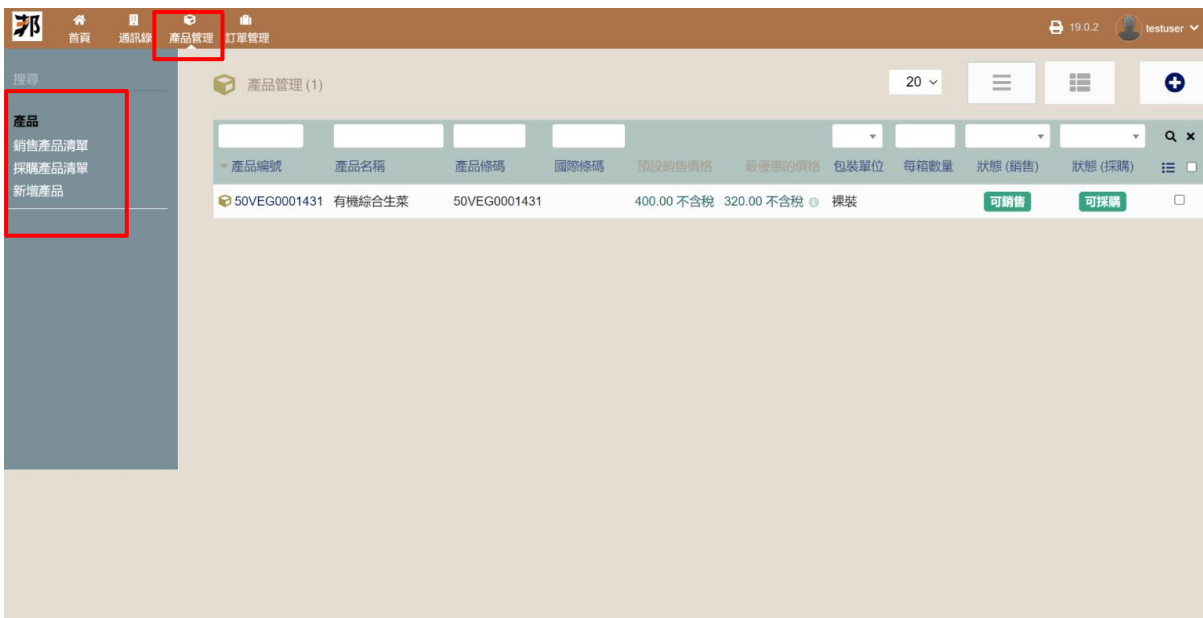 邦
首頁 通訊錄 產品管理 訂單管理 19.0.2 testuser
搜尋
產品
銷售產品清單
採購產品清單
新增產品
產品管理 (1) 20
產品編號 產品名稱 產品條碼 國際條碼 預設銷售價格 最優惠的價格 包裝單位 每箱數量 狀態 (銷售) 狀態 (採購)
50VEG0001431 有機綜合生菜 50VEG0001431 400.00 不含稅 320.00 不含稅 裸裝 可銷售 可採購